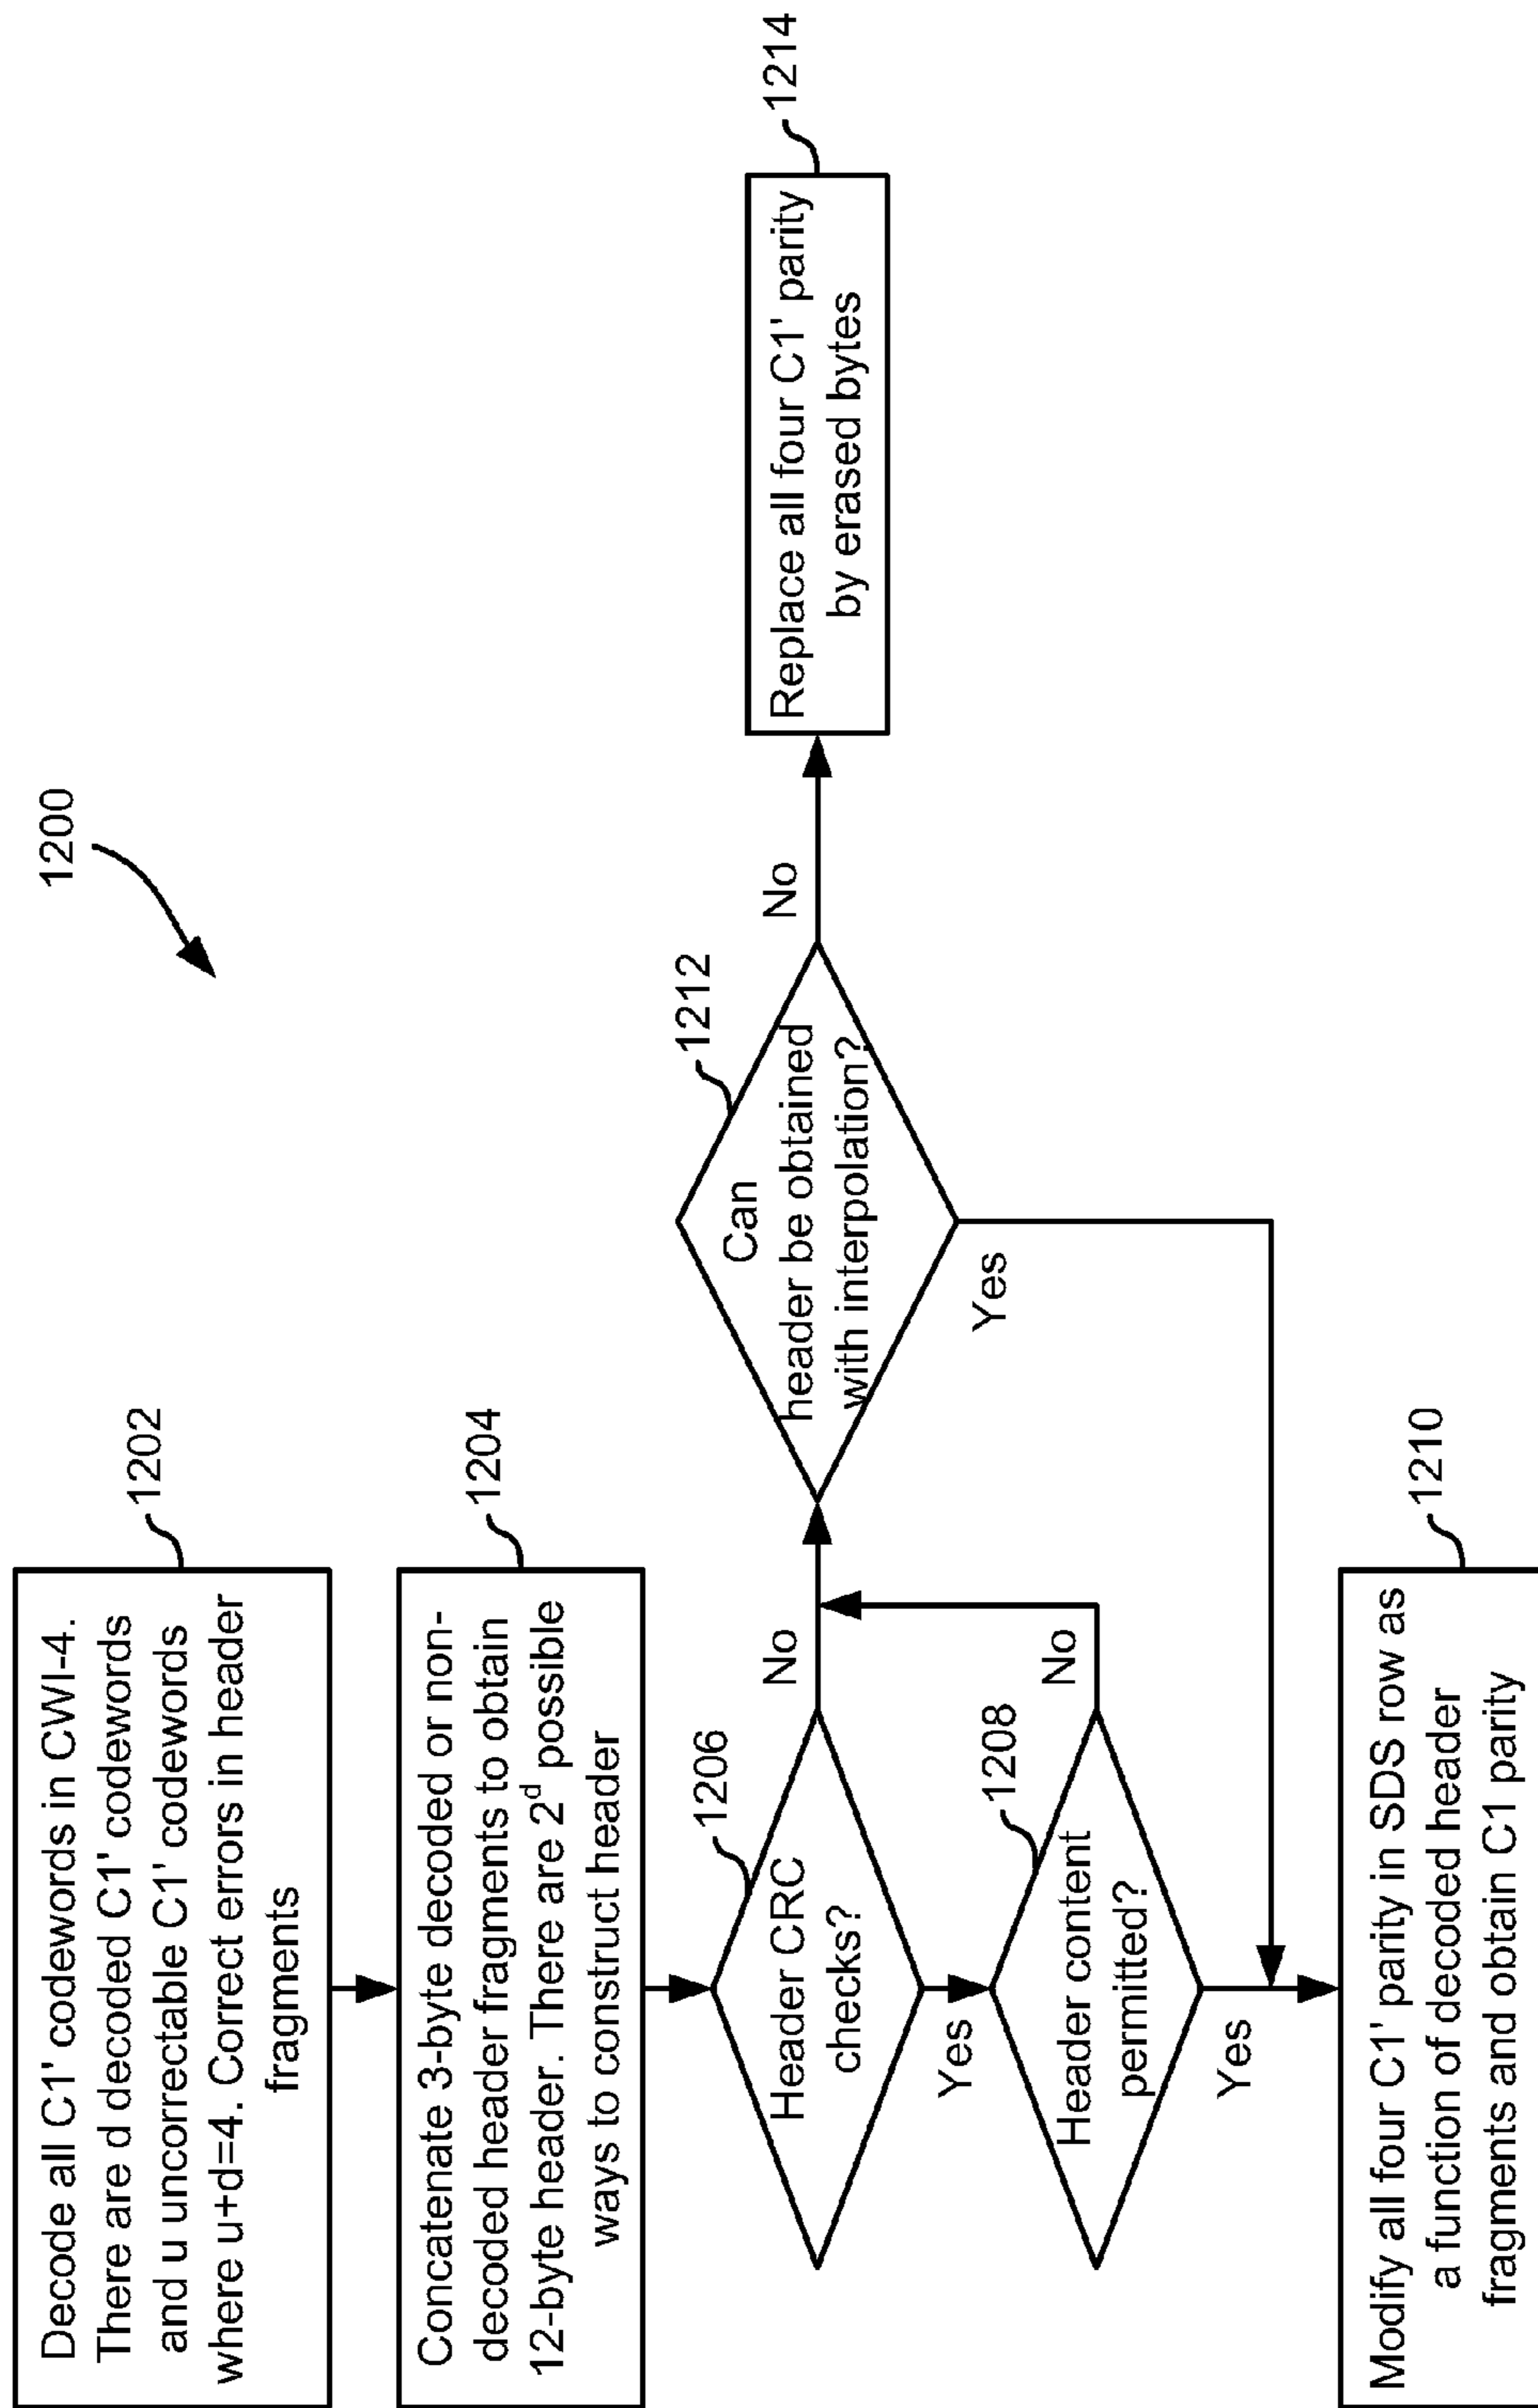 1200
Decode all C1' codewords in CWI-4.
There are d decoded C1' codewords
and u uncorrectable C1' codewords
where u+d=4. Correct errors in header
fragments
1202
Concatenate 3-byte decoded or non-
decoded header fragments to obtain
12-byte header. There are 2^d possible
ways to construct header
1204
Header CRC
checks?
1206
No
Yes
Header content
permitted?
1208
No
Yes
Modify all four C1' parity in SDS row as
a function of decoded header
fragments and obtain C1 parity
1210
Can
header be obtained
with interpolation?
1212
No
Yes
Replace all four C1' parity
by erased bytes
1214